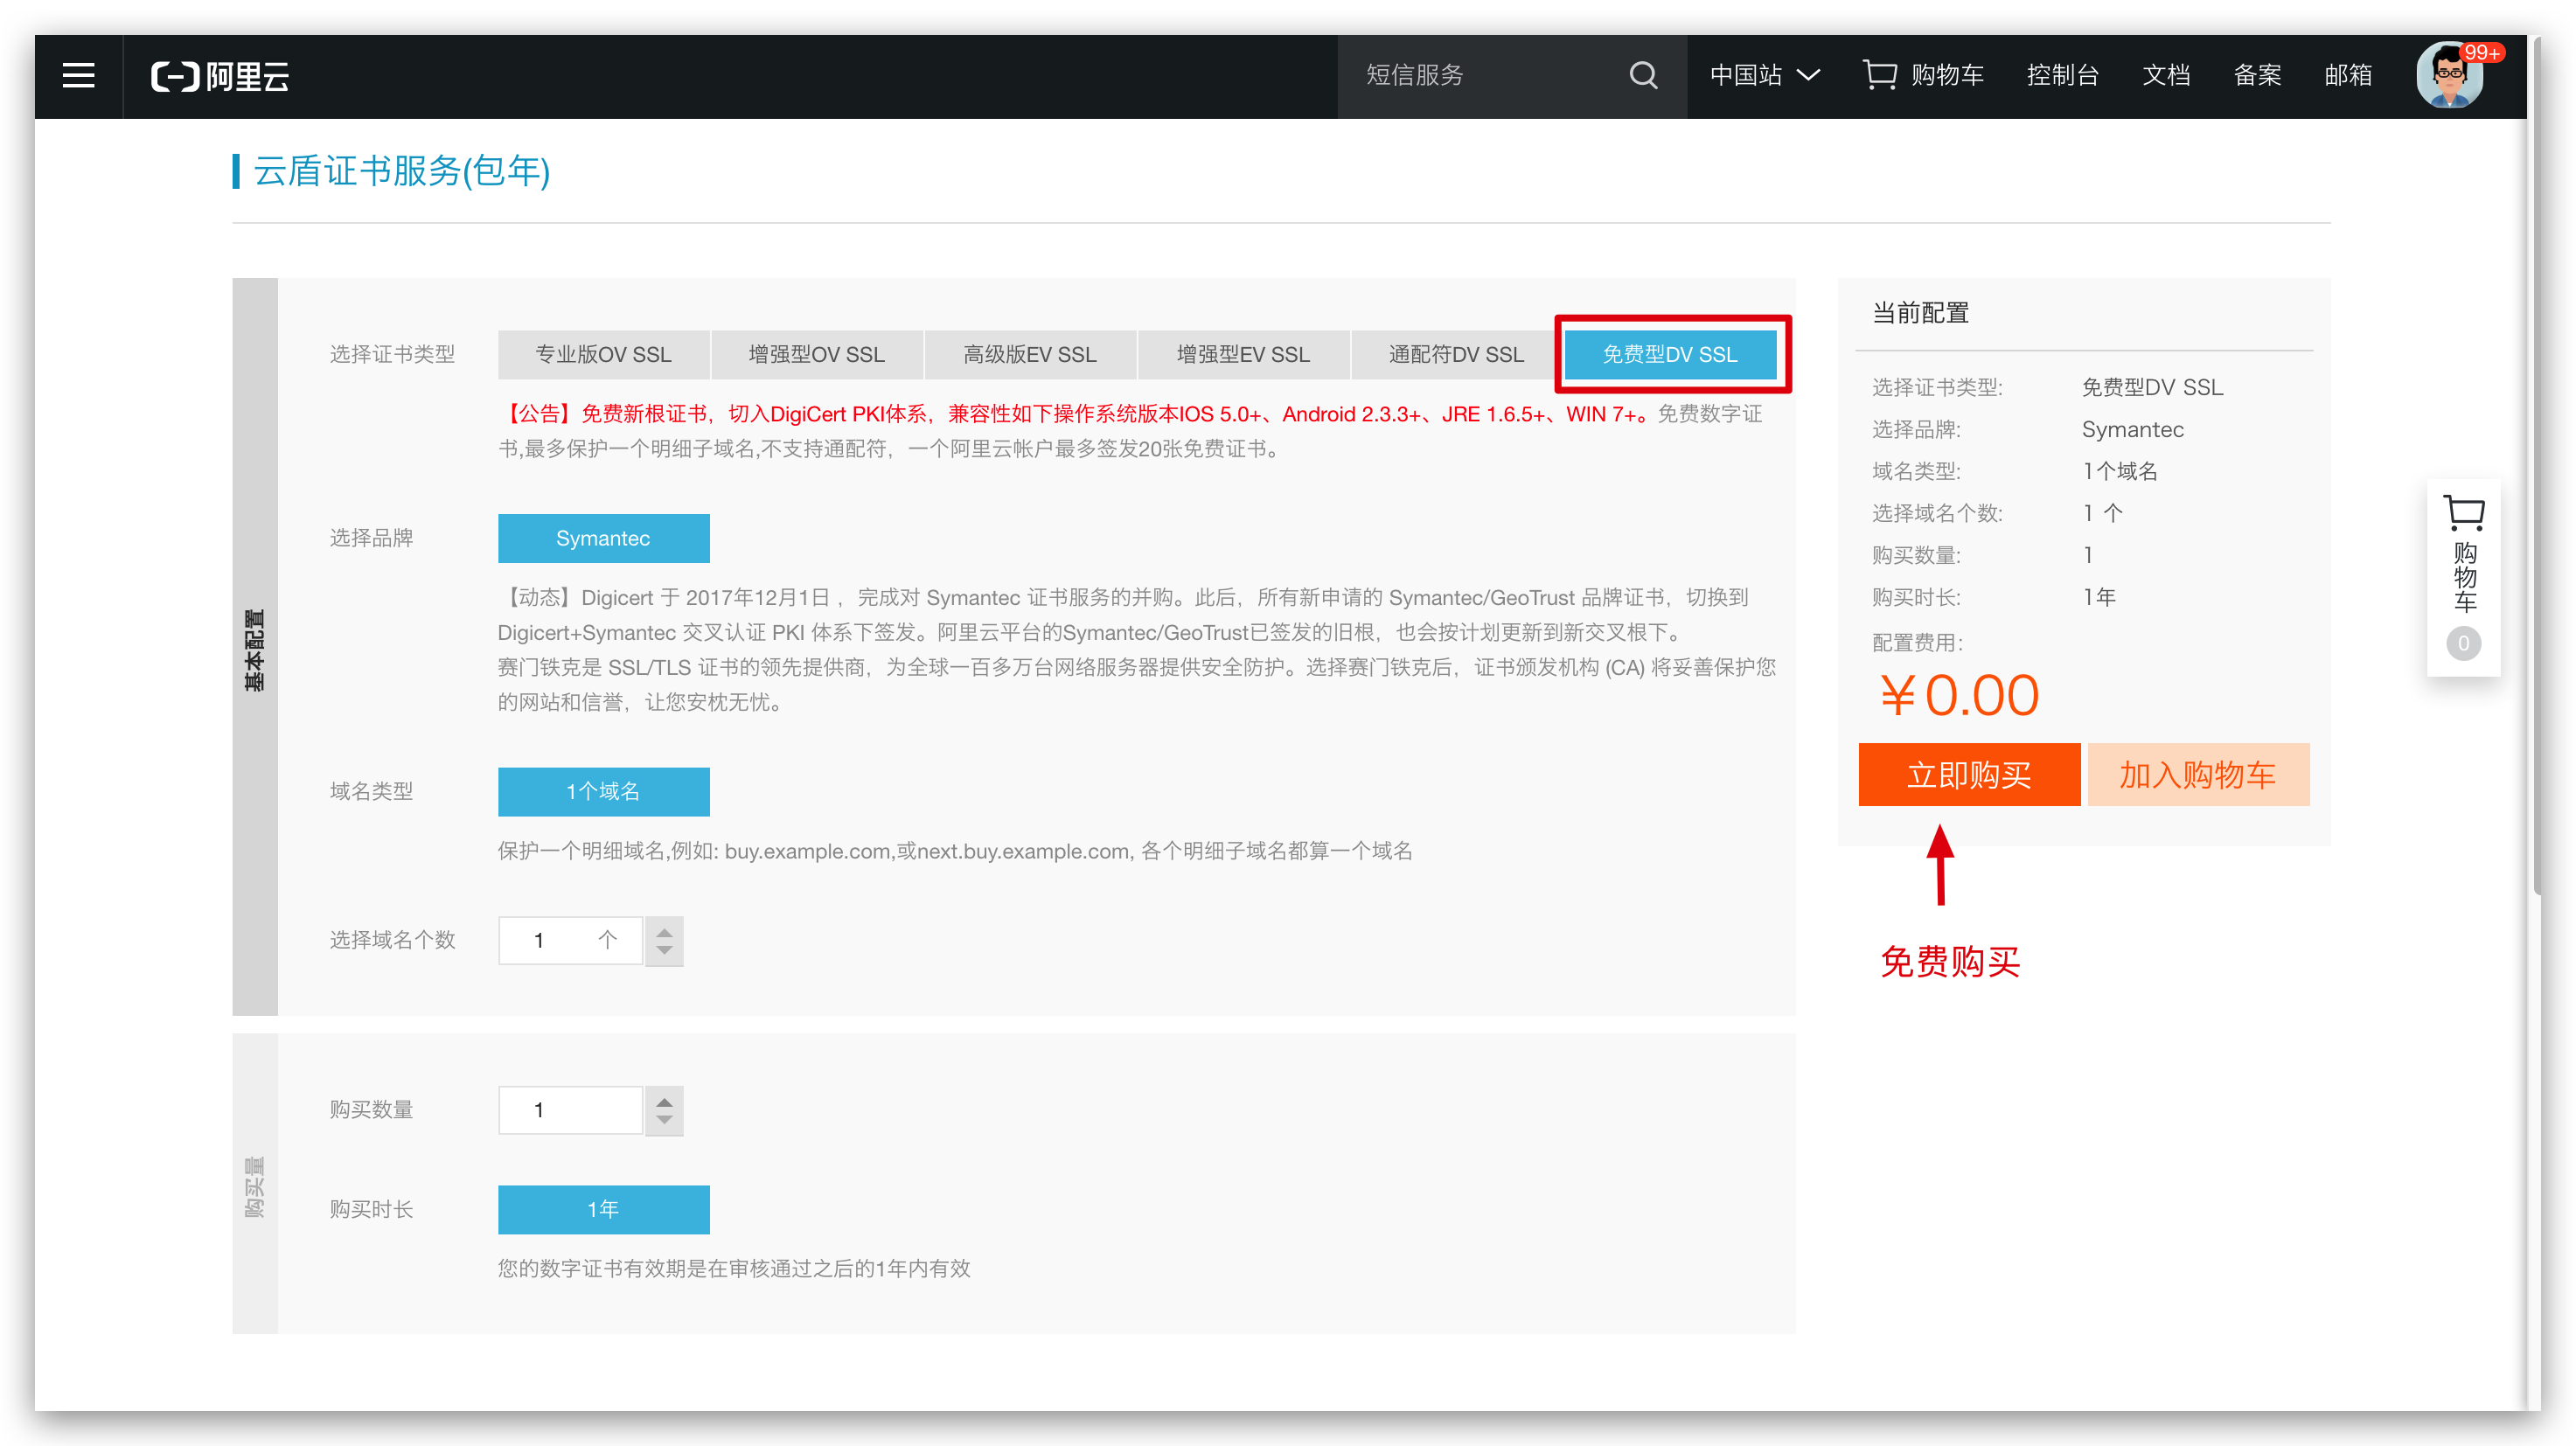 阿里云
短信服务
中国站
购物车
控制台
文档
备案
邮箱
99+
云盾证书服务(包年)
基本配置
选择证书类型
专业版OV SSL
增强型OV SSL
高级版EV SSL
增强型EV SSL
通配符DV SSL
免费型DV SSL
【公告】免费新根证书，切入DigiCert PKI体系，兼容性如下操作系统版本IOS 5.0+、Android 2.3.3+、JRE 1.6.5+、WIN 7+。免费数字证
书,最多保护一个明细子域名,不支持通配符，一个阿里云帐户最多签发20张免费证书。
选择品牌
Symantec
【动态】Digicert 于 2017年12月1日 ，完成对 Symantec 证书服务的并购。此后，所有新申请的 Symantec/GeoTrust 品牌证书，切换到
Digicert+Symantec 交叉认证 PKI 体系下签发。阿里云平台的Symantec/GeoTrust已签发的旧根，也会按计划更新到新交叉根下。
赛门铁克是 SSL/TLS 证书的领先提供商，为全球一百多万台网络服务器提供安全防护。选择赛门铁克后，证书颁发机构 (CA) 将妥善保护您
的网站和信誉，让您安枕无忧。
域名类型
1个域名
保护一个明细域名,例如: buy.example.com,或next.buy.example.com, 各个明细子域名都算一个域名
选择域名个数
1 个
购买量
购买数量
1
购买时长
1年
您的数字证书有效期是在审核通过之后的1年内有效
当前配置
选择证书类型: 免费型DV SSL
选择品牌: Symantec
域名类型: 1个域名
选择域名个数: 1 个
购买数量: 1
购买时长: 1年
配置费用:
¥0.00
立即购买
加入购物车
免费购买
购物车
0